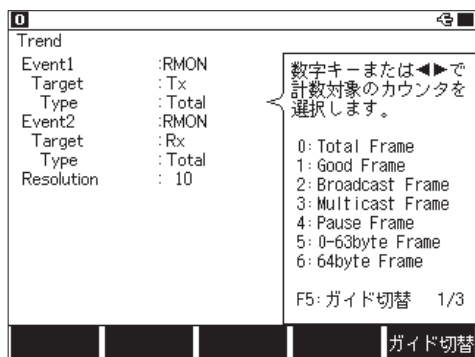 0
Trend
Event1 :RMON
Target :Tx
Type :Total
Event2 :RMON
Target :Rx
Type :Total
Resolution : 10
数字キーまたは◀▶で
計数対象のカウンタを
選択します。
0:Total Frame
1:Good Frame
2:Broadcast Frame
3:Multicast Frame
4:Pause Frame
5:0-63byte Frame
6:64byte Frame
F5:ガイド切替 1/3
ガイド切替